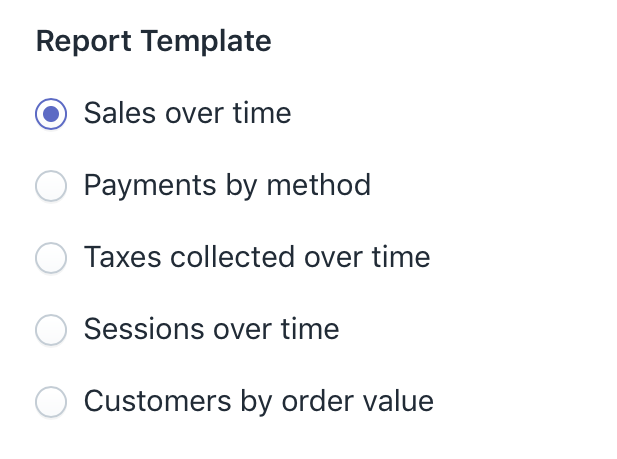 Report Template
Sales over time
Payments by method
Taxes collected over time
Sessions over time
Customers by order value